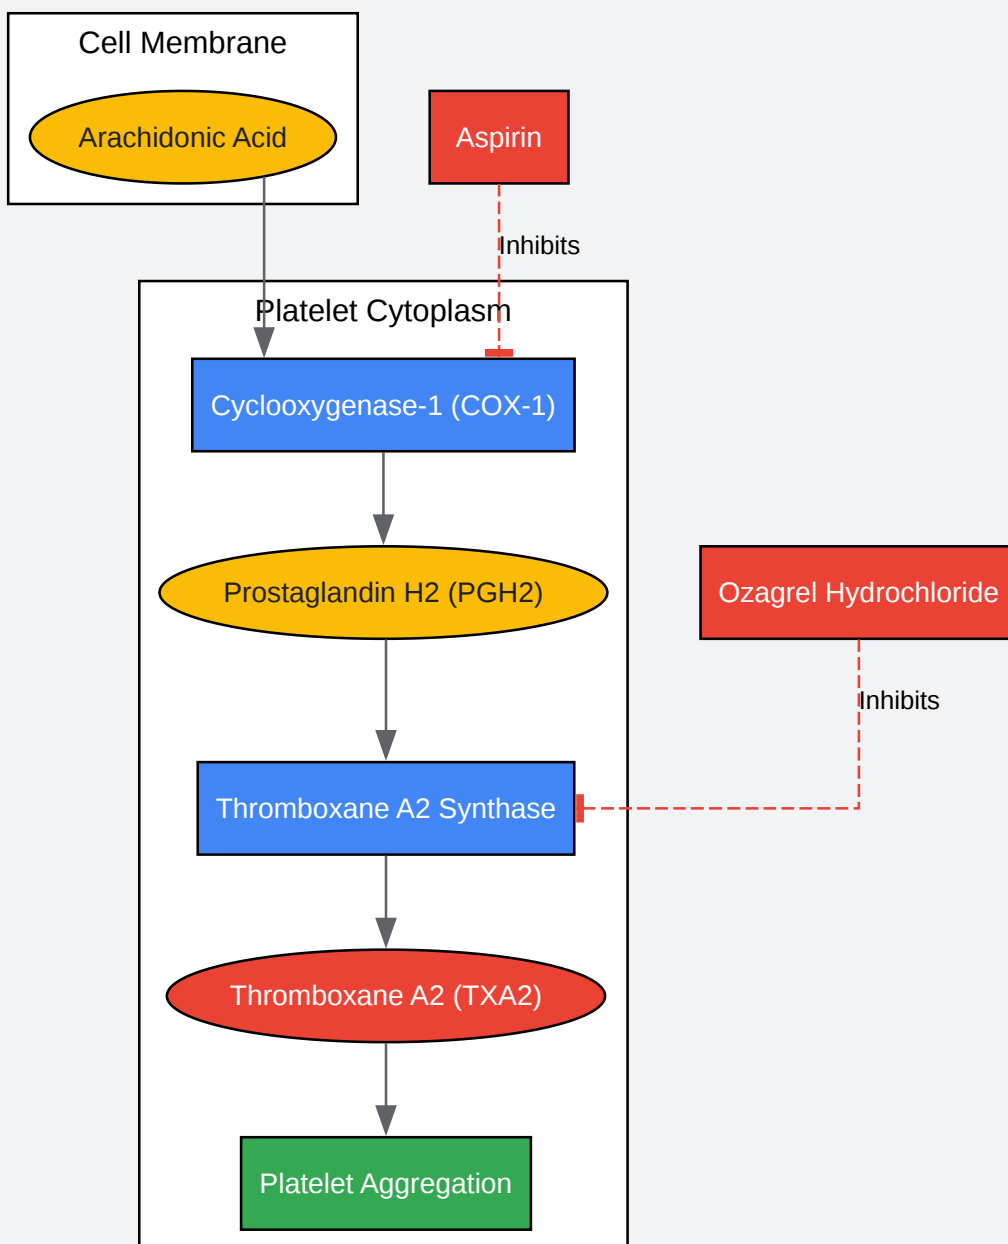 Cell Membrane
Arachidonic Acid
Aspirin
Inhibits
Platelet Cytoplasm
Cyclooxygenase-1 (COX-1)
Prostaglandin H2 (PGH2)
Ozagrel Hydrochloride
Inhibits
Thromboxane A2 Synthase
Thromboxane A2 (TXA2)
Platelet Aggregation